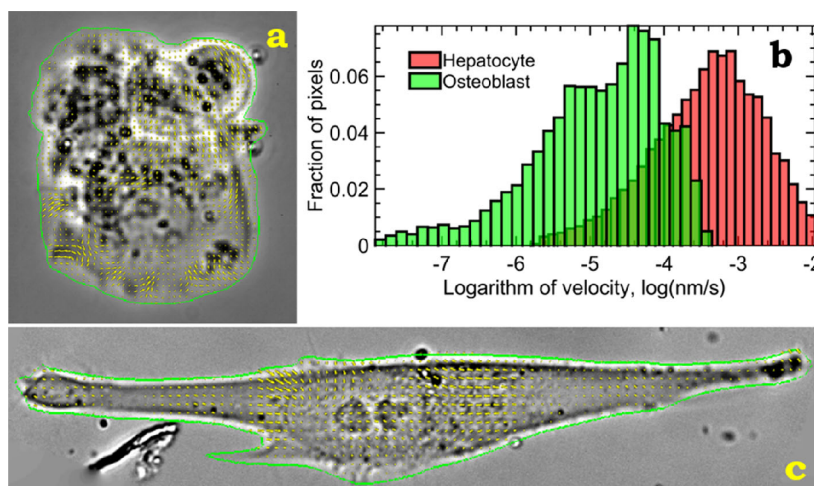 a
b
Hepatocyte
Osteoblast
Fraction of pixels
0.06
0.04
0.02
0
-7 -6 -5 -4 -3 -2
Logarithm of velocity, log(nm/s)
c